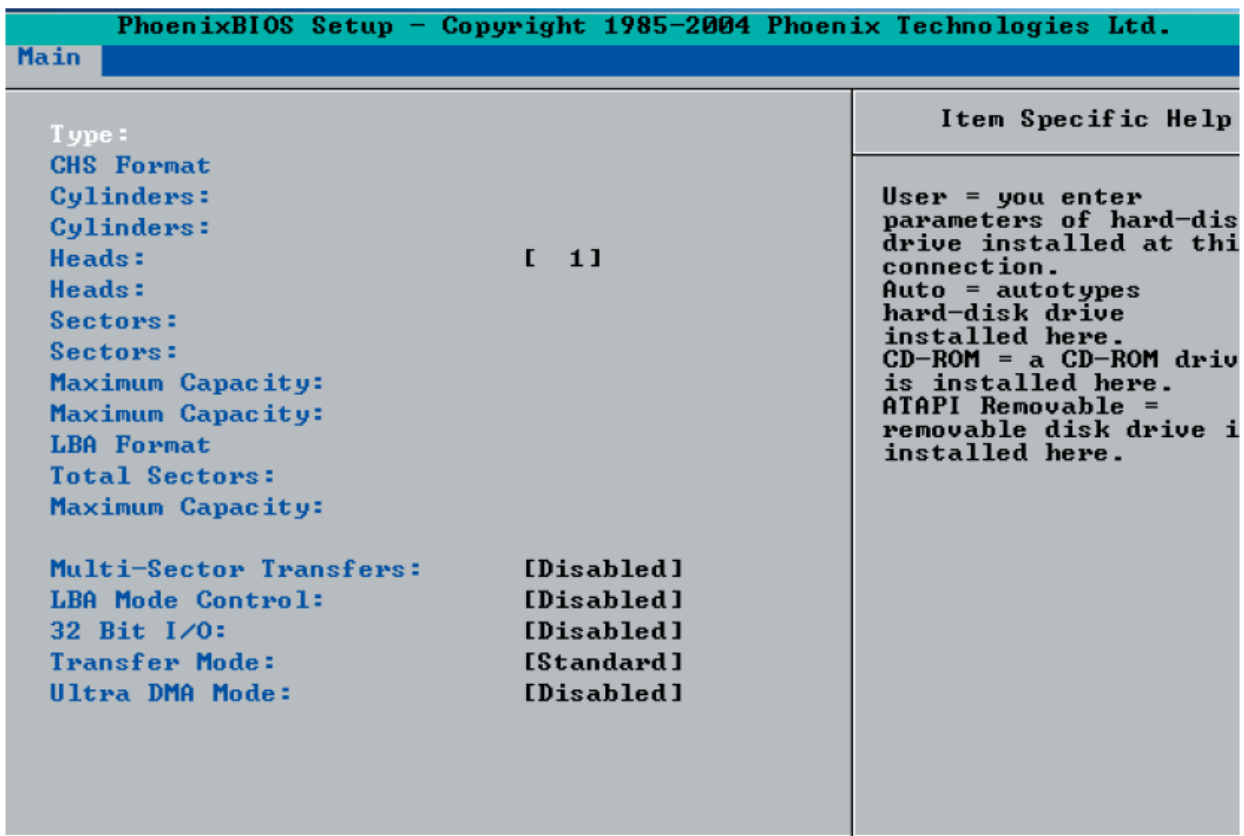 PhoenixBIOS Setup - Copyright 1985-2004 Phoenix Technologies Ltd.
Main
Type:
CHS Format
Cylinders:
Cylinders:
Heads: [ 1]
Heads:
Sectors:
Sectors:
Maximum Capacity:
Maximum Capacity:
LBA Format
Total Sectors:
Maximum Capacity:
Multi-Sector Transfers: [Disabled]
LBA Mode Control: [Disabled]
32 Bit I/O: [Disabled]
Transfer Mode: [Standard]
Ultra DMA Mode: [Disabled]
Item Specific Help
User = you enter
parameters of hard-dis
drive installed at thi
connection.
Auto = autotypes
hard-disk drive
installed here.
CD-ROM = a CD-ROM driv
is installed here.
ATAPI Removable =
removable disk drive i
installed here.